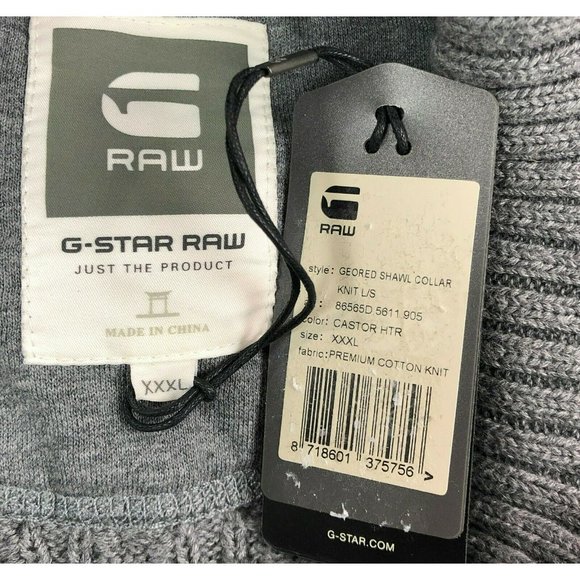 RAW
G-STAR RAW
JUST THE PRODUCT
MADE IN CHINA
XXXL
RAW
style: GEORED SHAWL COLLAR
KNIT L/S
: 86565D.5611.905
color: CASTOR HTR
size: XXXL
fabric: PREMIUM COTTON KNIT
8 718601 375756 >
G-STAR.COM